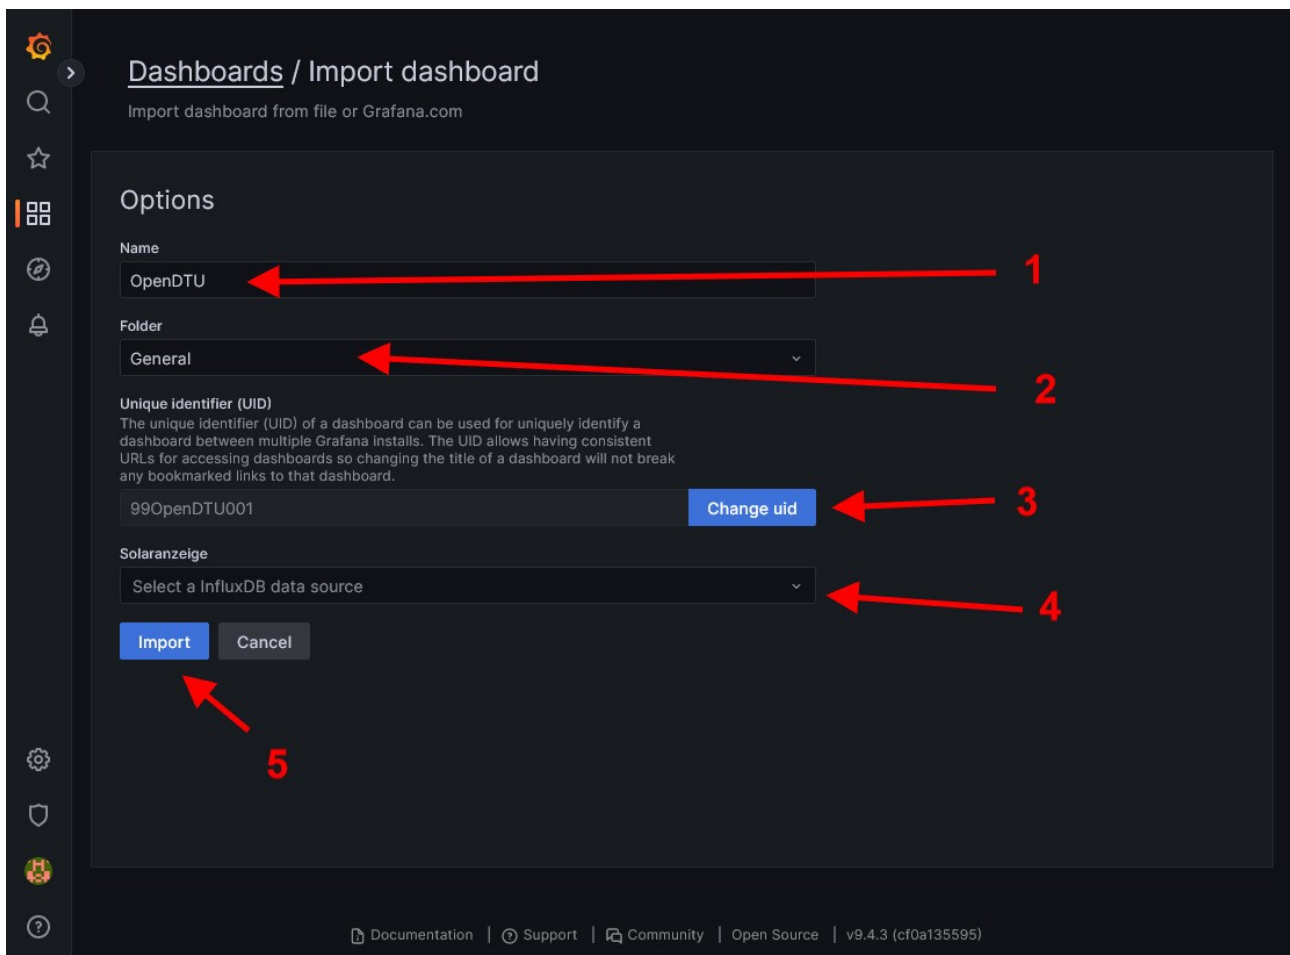 Dashboards / Import dashboard
Import dashboard from file or Grafana.com
Options
Name
OpenDTU
1
Folder
General
2
Unique identifier (UID)
The unique identifier (UID) of a dashboard can be used for uniquely identify a
dashboard between multiple Grafana installs. The UID allows having consistent
URLs for accessing dashboards so changing the title of a dashboard will not break
any bookmarked links to that dashboard.
99OpenDTU001
Change uid
3
Solaranzeige
Select a InfluxDB data source
4
Import
Cancel
5
Documentation | Support | Community | Open Source | v9.4.3 (cf0a135595)